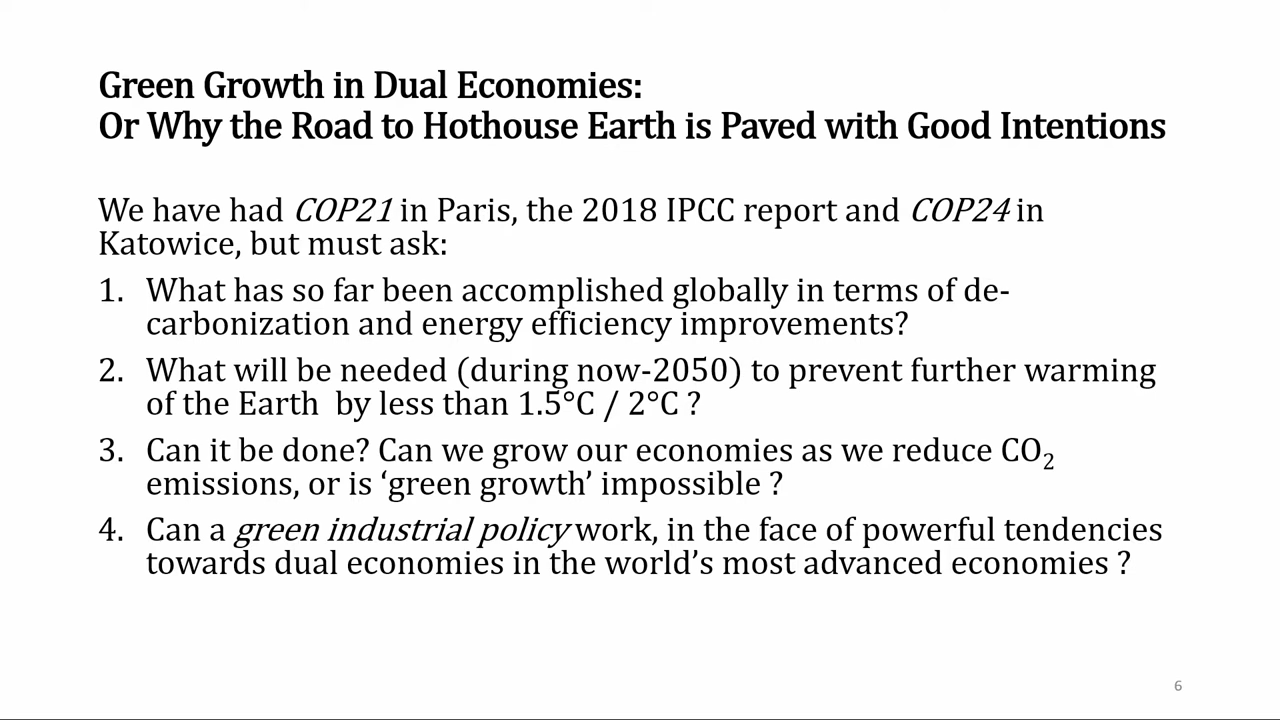 Green Growth in Dual Economies:
Or Why the Road to Hothouse Earth is Paved with Good Intentions
We have had COP21 in Paris, the 2018 IPCC report and COP24 in
Katowice, but must ask:
1. What has so far been accomplished globally in terms of de-
carbonization and energy efficiency improvements?
2. What will be needed (during now-2050) to prevent further warming
of the Earth  by less than 1.5°C / 2°C ?
3. Can it be done? Can we grow our economies as we reduce CO₂
emissions, or is ‘green growth’ impossible ?
4. Can a green industrial policy work, in the face of powerful tendencies
towards dual economies in the world’s most advanced economies ?
6